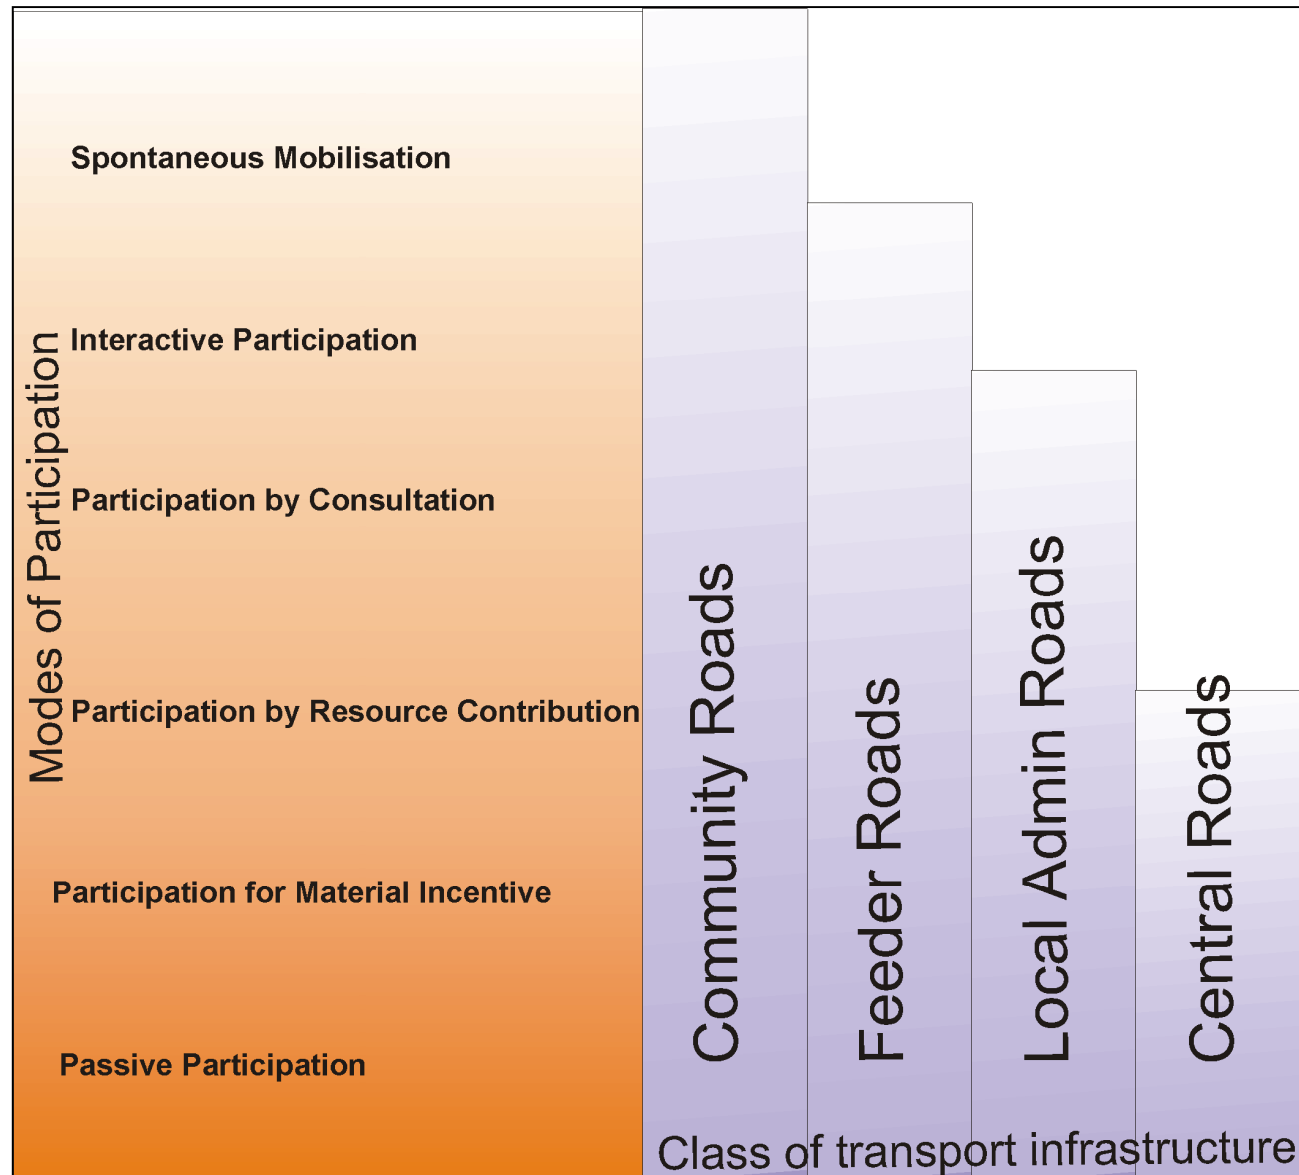 Modes of Participation
Spontaneous Mobilisation
Interactive Participation
Participation by Consultation
Participation by Resource Contribution
Participation for Material Incentive
Passive Participation
Community Roads
Feeder Roads
Local Admin Roads
Central Roads
Class of transport infrastructure